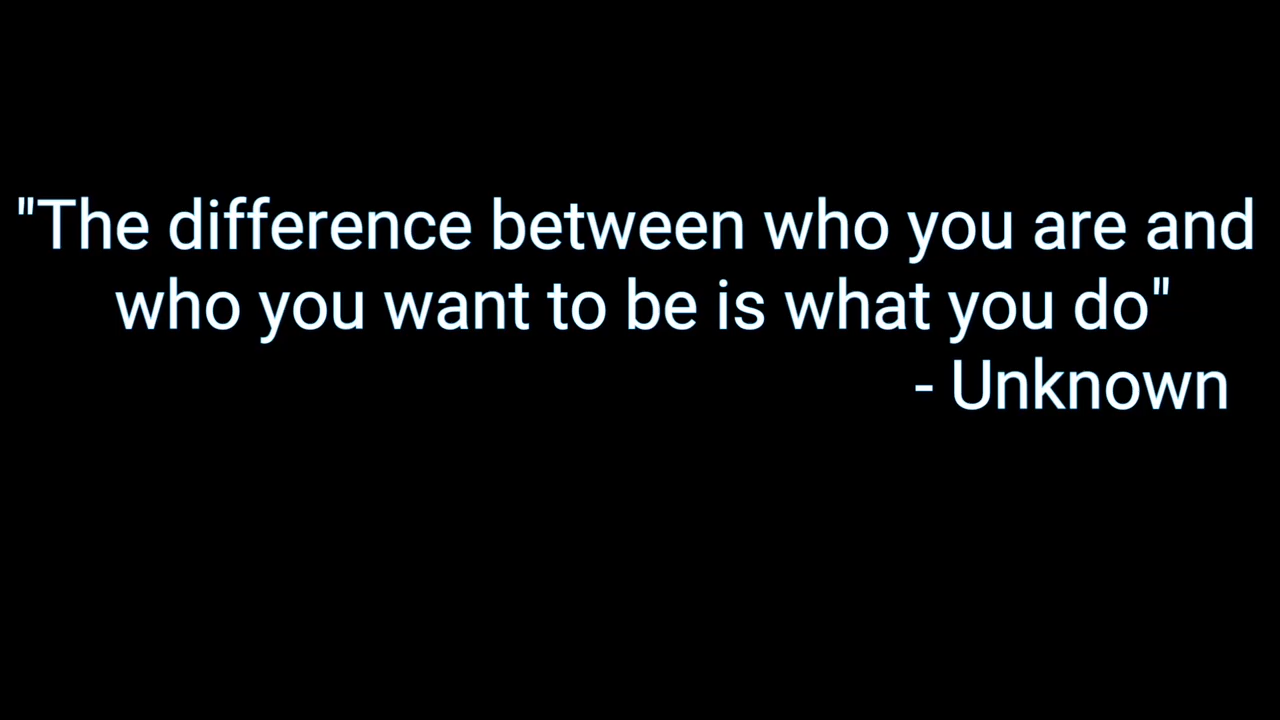 "The difference between who you are and
who you want to be is what you do"
- Unknown